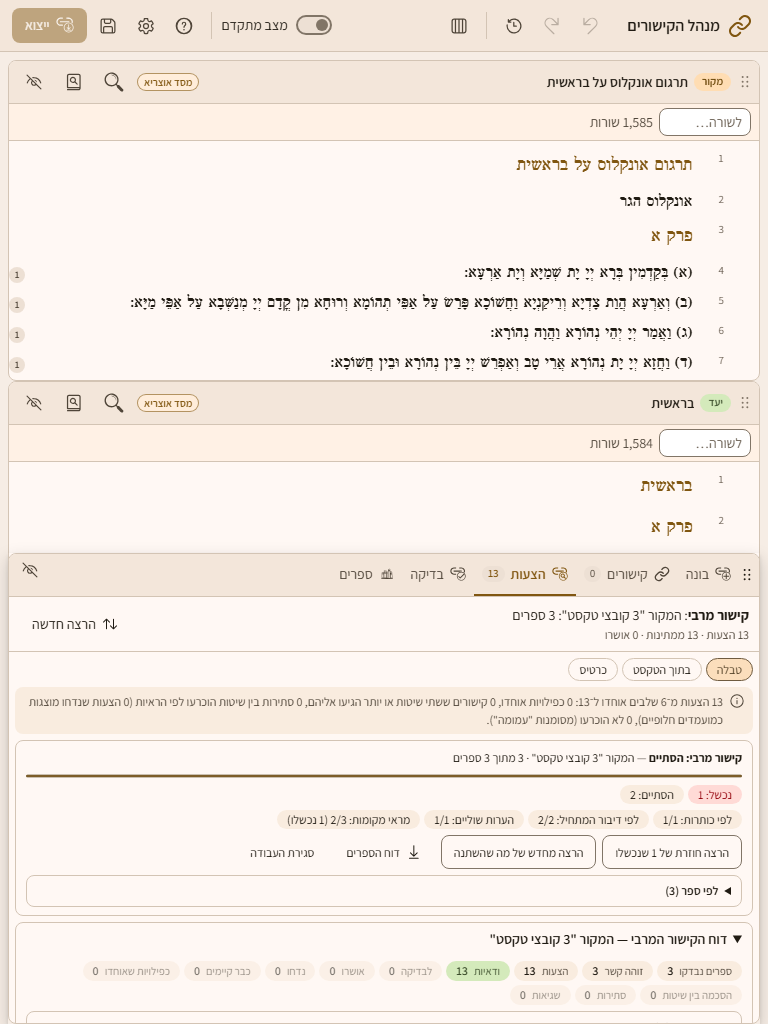 מנהל הקישורים
מצב מתקדם
ייצוא
מקור
תרגום אונקלוס על בראשית
מסד אוצריא
לשורה...
1,585 שורות
1 תרגום אונקלוס על בראשית
2 אונקלוס הגר
3 פרק א
4 (א) בְּקַדְמִין בְּרָא יְיָ יָת שְׁמַיָּא וְיָת אַרְעָא: 1
5 (ב) וְאַרְעָא הֲוַת צָדְיָא וְרֵיקַנְיָא וַחֲשׁוֹכָא פָּרֵשׂ עַל אַפֵּי תְהוֹמָא וְרוּחָא מִן קֳדָם יְיָ מְנַשְּׁבָא עַל אַפֵּי מַיָּא: 1
6 (ג) וַאֲמַר יְיָ יְהֵי נְהוֹרָא וַהֲוָה נְהוֹרָא: 1
7 (ד) וַחֲזָא יְיָ יָת נְהוֹרָא אֲרֵי טָב וְאַפְרֵשׁ יְיָ בֵּין נְהוֹרָא וּבֵין חֲשׁוֹכָא: 1
יעד
בראשית
מסד אוצריא
לשורה...
1,584 שורות
1 בראשית
2 פרק א
בונה
קישורים 0
הצעות 13
בדיקה
ספרים
קישור מרבי: המקור "3 קובצי טקסט": 3 ספרים
13 הצעות · 13 ממתינות · 0 אושרו
הרצה חדשה
טבלה
בתוך הטקסט
כרטיס
13 הצעות מ־6 שלבים אוחדו ל־13: 0 כפילויות אוחדו, 0 קישורים ששתי שיטות או יותר הגיעו אליהם, 0 סתירות בין שיטות הוכרעו לפי הראיות (0 הצעות שנדחו מוצגות
כמועמדים חלופיים), 0 לא הוכרעו (מסומנות "עמומה").
קישור מרבי: הסתיים — המקור "3 קובצי טקסט" · 3 מתוך 3 ספרים
נכשל: 1
הסתיים: 2
לפי כותרות: 1/1
לפי דיבור המתחיל: 2/2
הערות שוליים: 1/1
מראי מקומות: 2/3 (1 נכשלו)
הרצה חוזרת של 1 שנכשלו
הרצה מחדש של מה שהשתנה
דוח הספרים
סגירת העבודה
לפי ספר (3)
דוח הקישור המרבי — המקור "3 קובצי טקסט"
ספרים נבדקו 3
זוהה קשר 3
הצעות 13
ודאיות 13
לבדיקה 0
אושרו 0
נדחו 0
כבר קיימים 0
כפילויות שאוחדו 0
הסכמה בין שיטות 0
סתירות 0
שגיאות 0